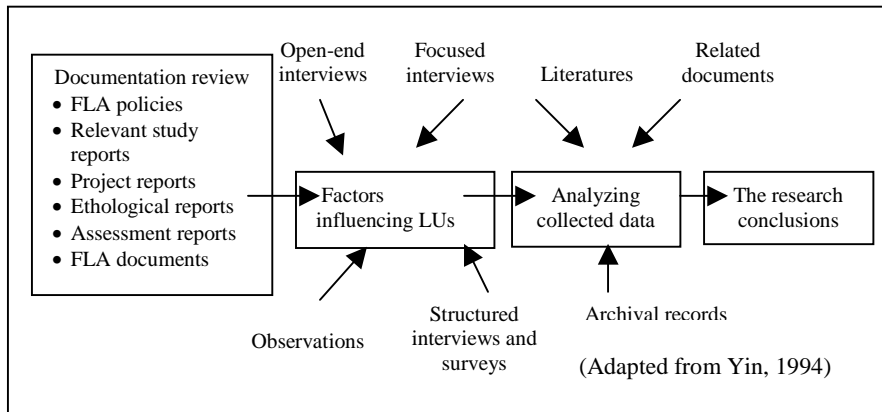 Documentation review
• FLA policies
• Relevant study
reports
• Project reports
• Ethological reports
• Assessment reports
• FLA documents
Open-end
interviews
Focused
interviews
Literatures
Related
documents
Factors
influencing LUs
Analyzing
collected data
The research
conclusions
Observations
Structured
interviews and
surveys
Archival records
(Adapted from Yin, 1994)